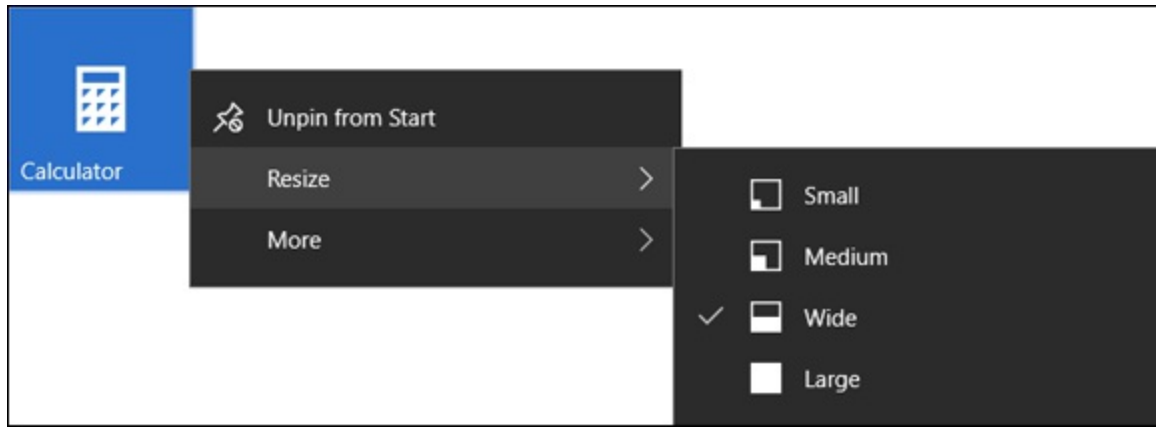 Calculator
Unpin from Start
Resize
More
Small
Medium
Wide
Large